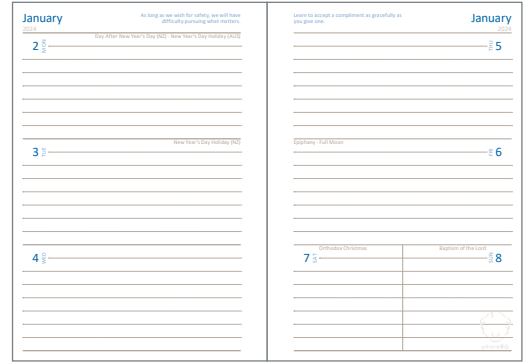 January
2024
As long as we wish for safety, we will have
difficulty pursuing what matters.
Day After New Year's Day (NZ) · New Year's Day Holiday (AUS)
2 MON
New Year's Day Holiday (NZ)
3 TUE
4 WED
Learn to accept a compliment as gracefully as
you give one.
January
2024
THU 5
Epiphany · Full Moon
FRI 6
Orthodox Christmas
7 SAT
Baptism of the Lord
SUN 8